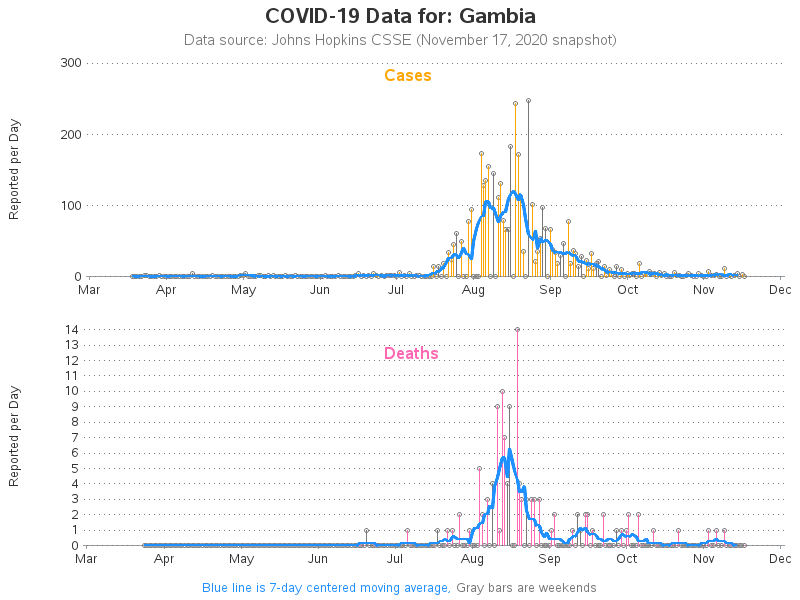 COVID-19 Data for: Gambia
Data source: Johns Hopkins CSSE (November 17, 2020 snapshot)
Cases
Reported per Day
300
200
100
0
Mar Apr May Jun Jul Aug Sep Oct Nov Dec
Deaths
Reported per Day
14
13
12
11
10
9
8
7
6
5
4
3
2
1
0
Mar Apr May Jun Jul Aug Sep Oct Nov Dec
Blue line is 7-day centered moving average, Gray bars are weekends